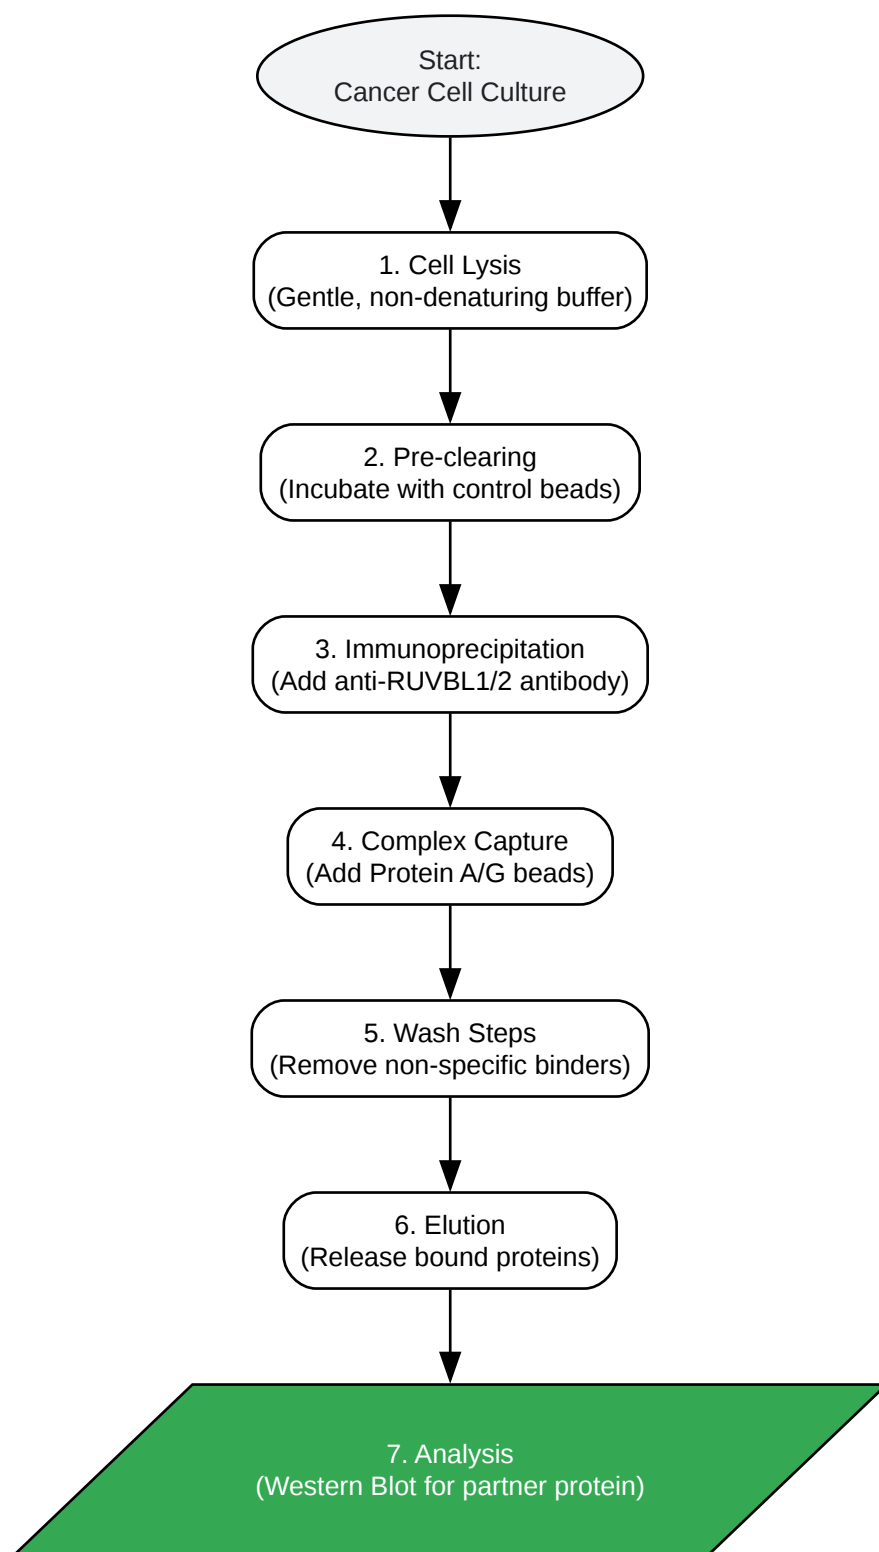 Start:
Cancer Cell Culture
1. Cell Lysis
(Gentle, non-denaturing buffer)
2. Pre-clearing
(Incubate with control beads)
3. Immunoprecipitation
(Add anti-RUVBL1/2 antibody)
4. Complex Capture
(Add Protein A/G beads)
5. Wash Steps
(Remove non-specific binders)
6. Elution
(Release bound proteins)
7. Analysis
(Western Blot for partner protein)